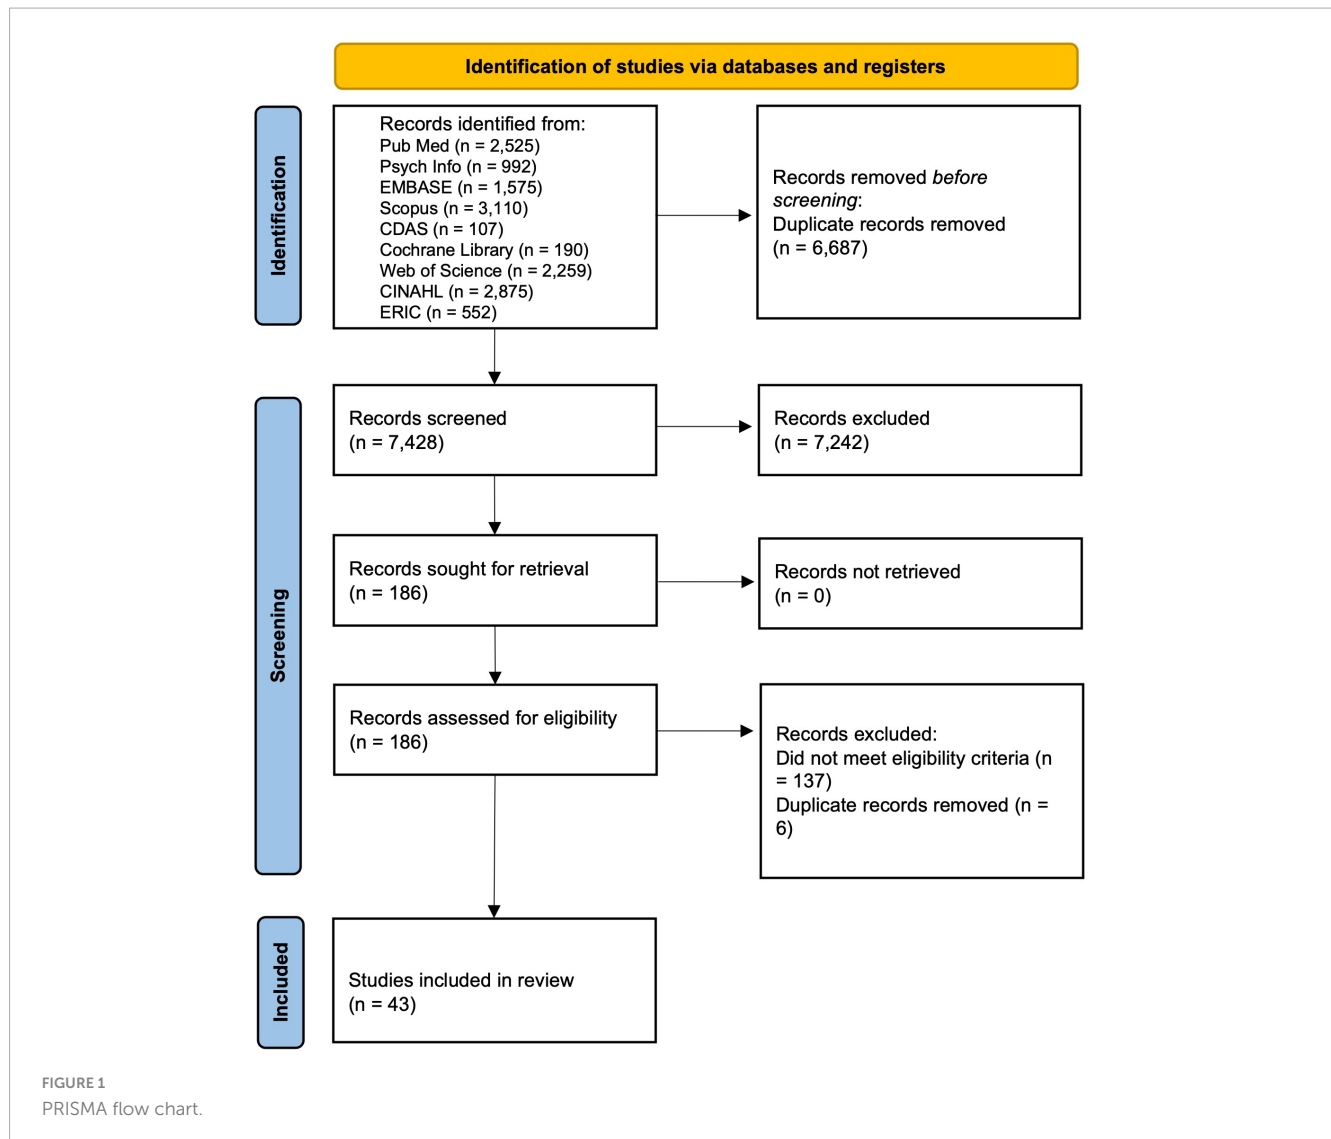 Identification of studies via databases and registers
Identification
Records identified from:
Pub Med (n = 2,525)
Psych Info (n = 992)
EMBASE (n = 1,575)
Scopus (n = 3,110)
CDAS (n = 107)
Cochrane Library (n = 190)
Web of Science (n = 2,259)
CINAHL (n = 2,875)
ERIC (n = 552)
Records removed before
screening:
Duplicate records removed
(n = 6,687)
Screening
Records screened
(n = 7,428)
Records excluded
(n = 7,242)
Records sought for retrieval
(n = 186)
Records not retrieved
(n = 0)
Records assessed for eligibility
(n = 186)
Records excluded:
Did not meet eligibility criteria (n
= 137)
Duplicate records removed (n =
6)
Included
Studies included in review
(n = 43)
FIGURE 1
PRISMA flow chart.